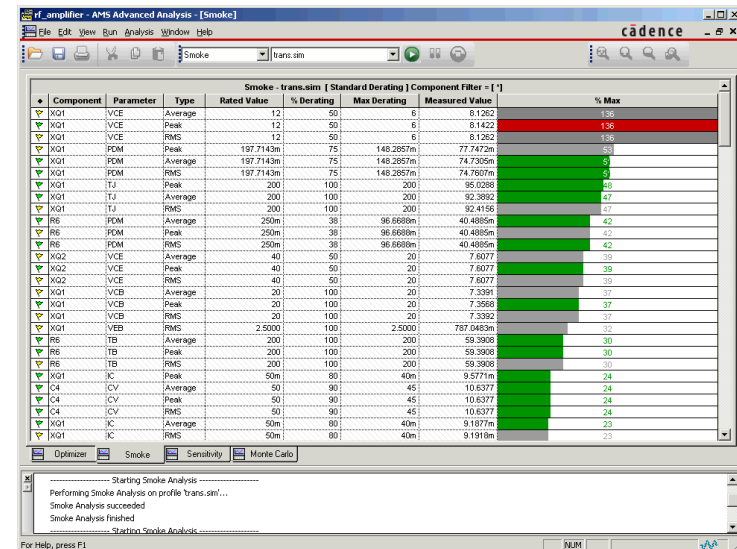 rf_amplifier - AMS Advanced Analysis - [Smoke]
File Edit View Run Analysis Window Help
cādence
Smoke trans.sim
Smoke - trans.sim [ Standard Derating ] Component Filter = [ *]
Component Parameter Type Rated Value % Derating Max Derating Measured Value % Max
XQ1 VCE Average 12 50 6 8.1262 136
XQ1 VCE Peak 12 50 6 8.1422 136
XQ1 VCE RMS 12 50 6 8.1262 136
XQ1 PDM Peak 197.7143m 75 148.2857m 77.7472m 53
XQ1 PDM Average 197.7143m 75 148.2857m 74.7305m 51
XQ1 PDM RMS 197.7143m 75 148.2857m 74.7607m 51
XQ1 TJ Peak 200 100 200 95.0288 48
XQ1 TJ Average 200 100 200 92.3892 47
XQ1 TJ RMS 200 100 200 92.4156 47
R6 PDM Average 250m 38 96.6688m 40.4885m 42
R6 PDM Peak 250m 38 96.6688m 40.4885m 42
R6 PDM RMS 250m 38 96.6688m 40.4885m 42
XQ2 VCE Average 40 50 20 7.6077 39
XQ2 VCE Peak 40 50 20 7.6077 39
XQ2 VCE RMS 40 50 20 7.6077 39
XQ1 VCB Average 20 100 20 7.3391 37
XQ1 VCB Peak 20 100 20 7.3568 37
XQ1 VCB RMS 20 100 20 7.3392 37
XQ1 VEB RMS 2.5000 100 2.5000 787.0483m 32
R6 TB Average 200 100 200 59.3908 30
R6 TB Peak 200 100 200 59.3908 30
R6 TB RMS 200 100 200 59.3908 30
XQ1 IC Peak 50m 80 40m 9.5771m 24
C4 CV Average 50 90 45 10.6377 24
C4 CV Peak 50 90 45 10.6377 24
C4 CV RMS 50 90 45 10.6377 24
XQ1 IC Average 50m 80 40m 9.1877m 23
XQ1 IC RMS 50m 80 40m 9.1918m 23
Optimizer Smoke Sensitivity Monte Carlo
-------------------- Starting Smoke Analysis --------------------
Performing Smoke Analysis on profile 'trans.sim'...
Smoke Analysis succeeded
Smoke Analysis finished
-------------------- Starting Smoke Analysis --------------------
For Help, press F1 NUM